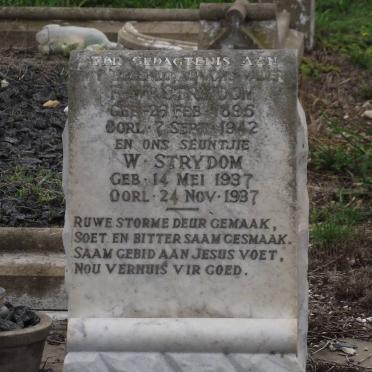 TER GEDAGTENIS AAN
STRYDOM
GEB. 26 FEB. 1896
OORL. 7 SEPT. 1942
EN ONS SEUNTJIE
W. STRYDOM
GEB. 14 MEI 1937
OORL. 24 NOV. 1937
RUWE STORME DEUR GEMAAK,
SOET EN BITTER SAAM GESMAAK.
SAAM GEBID AAN JESUS VOET,
NOU VERHUIS VIR GOED.